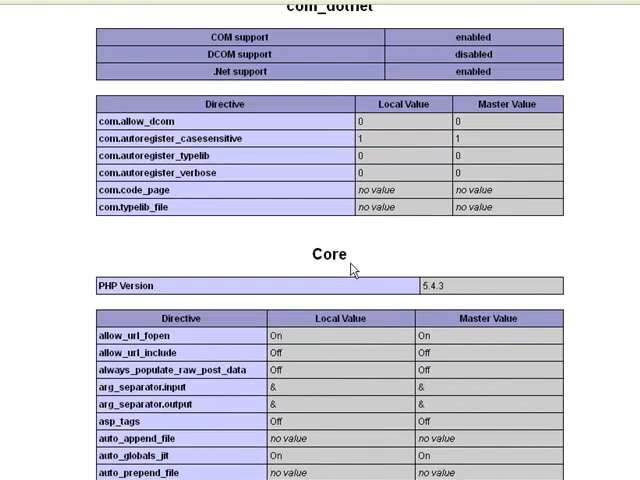 com_dotnet
COM support enabled
DCOM support disabled
.Net support enabled
Directive Local Value Master Value
com.allow_dcom 0 0
com.autoregister_casesensitive 1 1
com.autoregister_typelib 0 0
com.autoregister_verbose 0 0
com.code_page no value no value
com.typelib_file no value no value
Core
PHP Version 5.4.3
Directive Local Value Master Value
allow_url_fopen On On
allow_url_include Off Off
always_populate_raw_post_data Off Off
arg_separator.input & &
arg_separator.output & &
asp_tags Off Off
auto_append_file no value no value
auto_globals_jit On On
auto_prepend_file no value no value